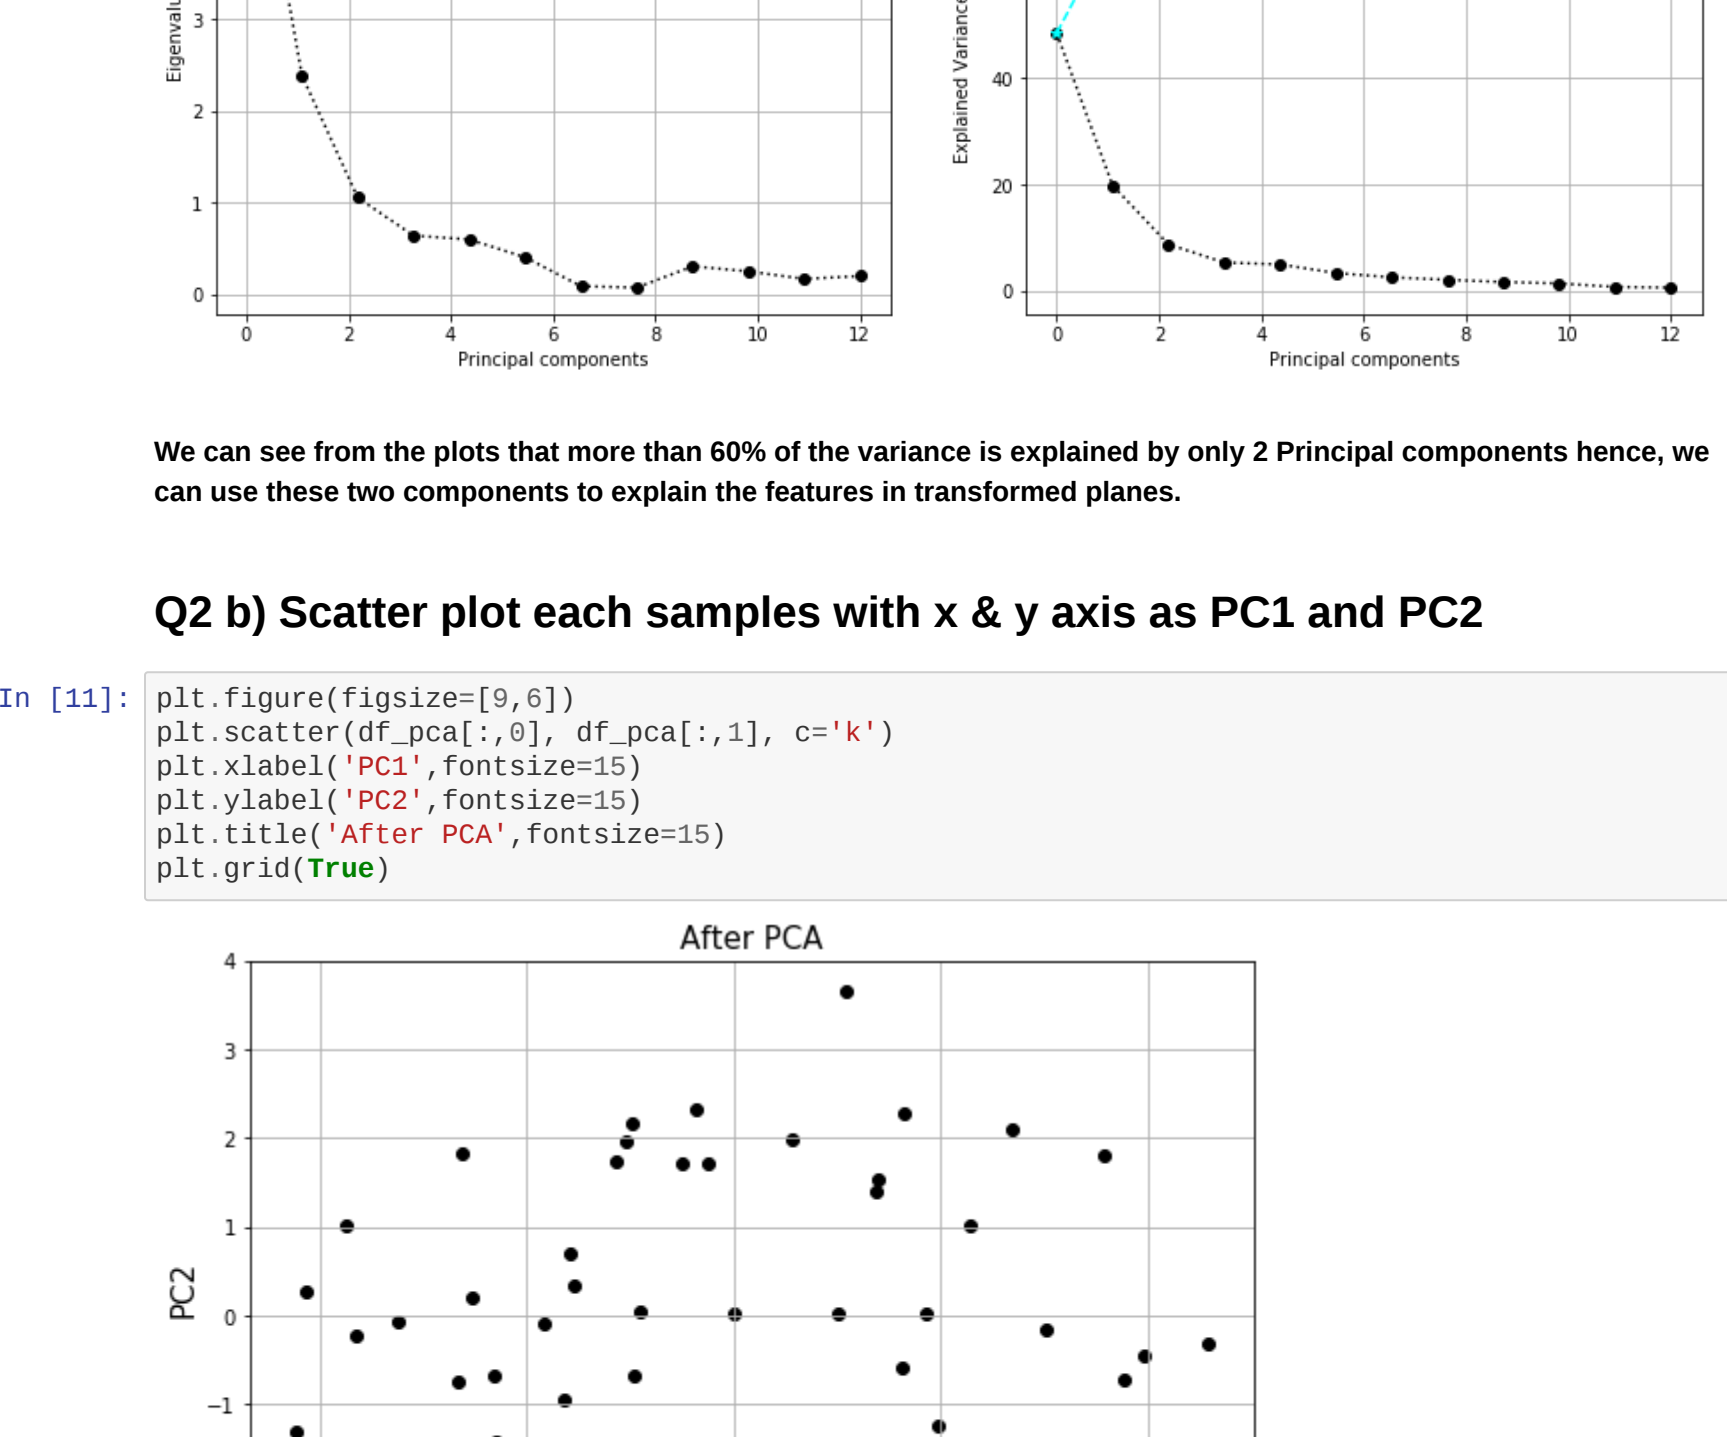 3
2
1
0
Eigenvalu
0 2 4 6 8 10 12
Principal components
40
20
0
Explained Variance
0 2 4 6 8 10 12
Principal components
We can see from the plots that more than 60% of the variance is explained by only 2 Principal components hence, we
can use these two components to explain the features in transformed planes.
Q2 b) Scatter plot each samples with x & y axis as PC1 and PC2
In [11]:
plt.figure(figsize=[9,6])
plt.scatter(df_pca[:,0], df_pca[:,1], c='k')
plt.xlabel('PC1',fontsize=15)
plt.ylabel('PC2',fontsize=15)
plt.title('After PCA',fontsize=15)
plt.grid(True)
After PCA
4
3
2
1
0
−1
PC2